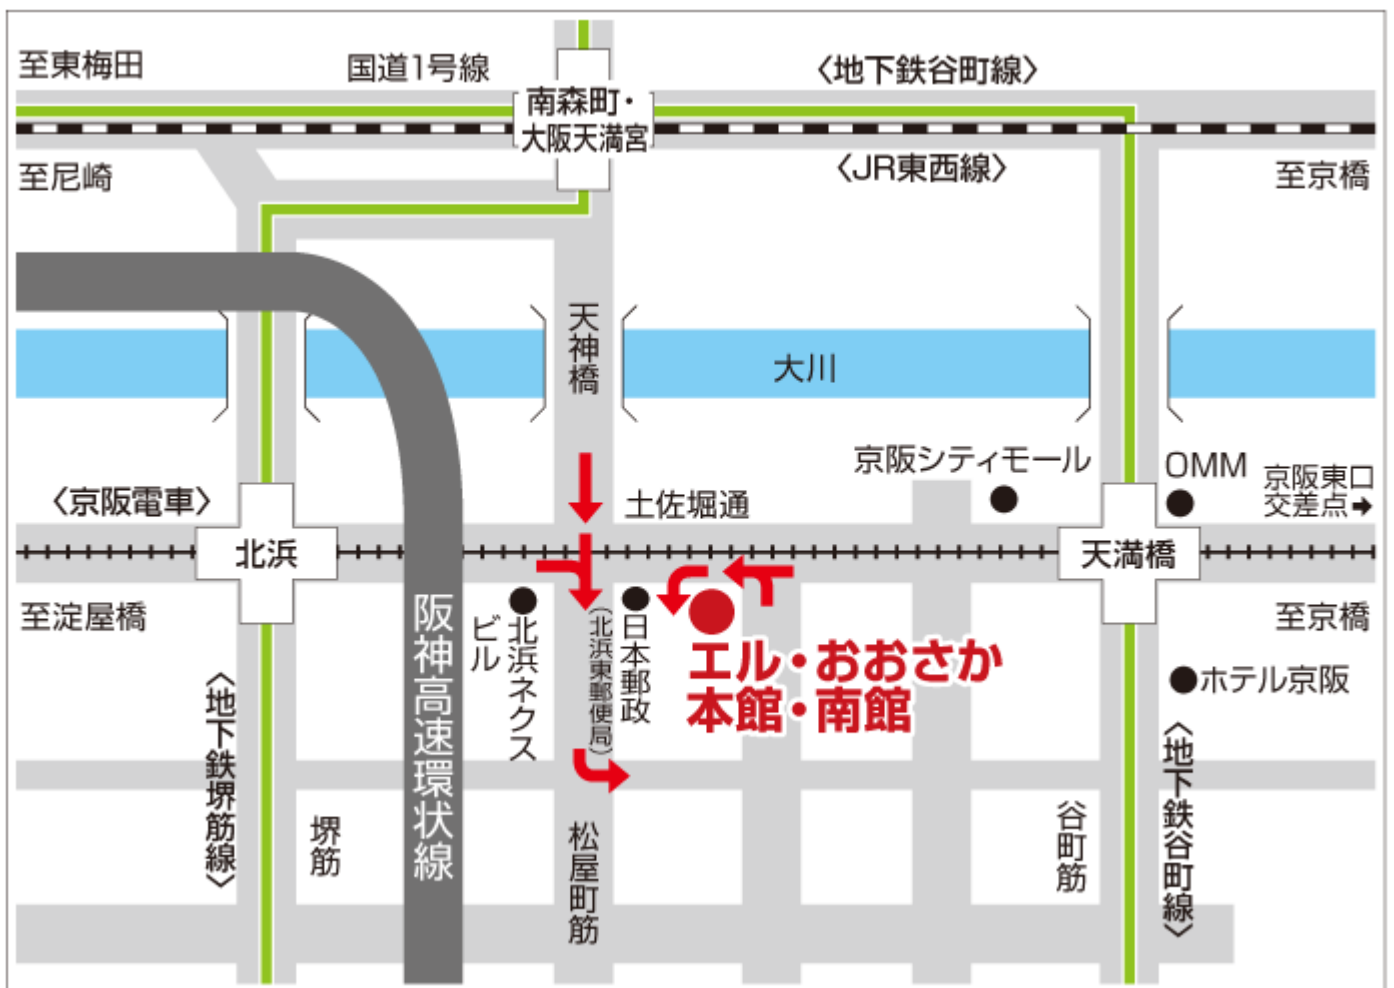 至東梅田
国道1号線
〈地下鉄谷町線〉
南森町・
大阪天満宮
至尼崎
〈JR東西線〉
至京橋
天神橋
大川
京阪シティモール
OMM
京阪東口
交差点➡
〈京阪電車〉
土佐堀通
北浜
天満橋
至淀屋橋
阪神高速環状線
北浜ネクス
ビル
(北浜東郵便局)
日本郵政
エル・おおさか
本館・南館
至京橋
ホテル京阪
〈地下鉄堺筋線〉
堺筋
松屋町筋
谷町筋
〈地下鉄谷町線〉